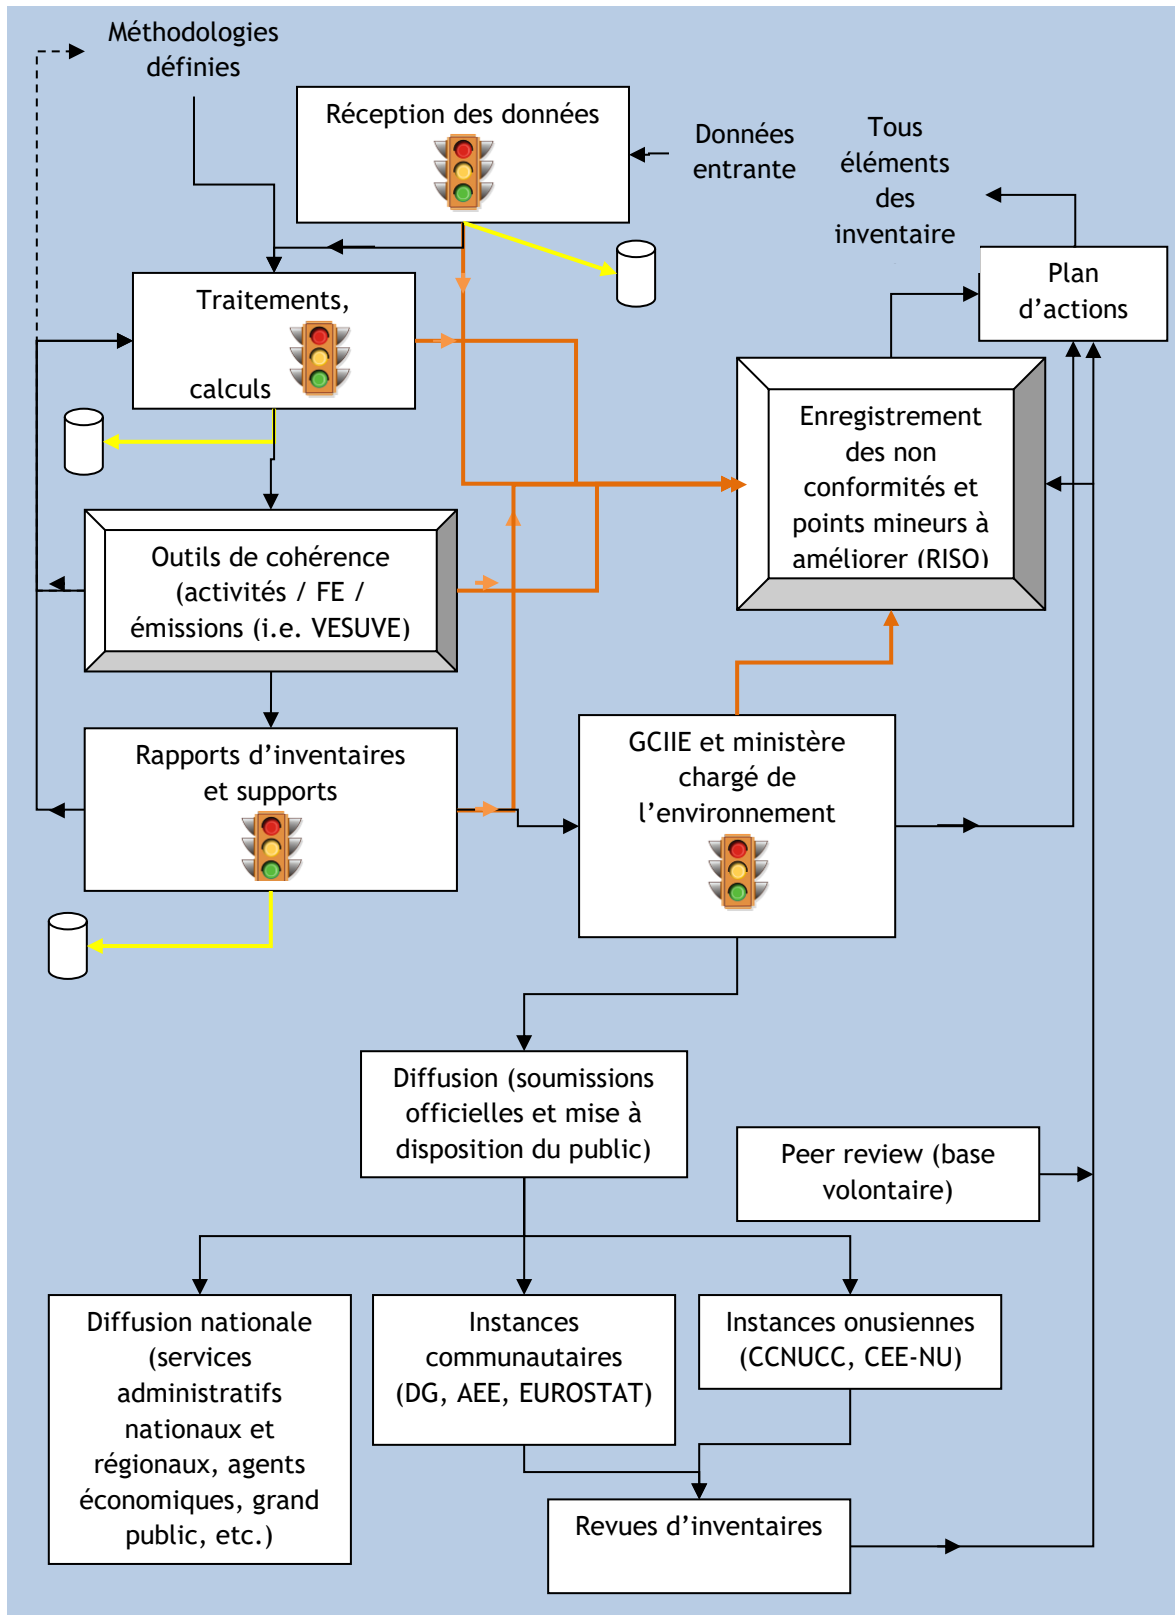 Méthodologies
définies
Réception des données
Données
entrante
Tous
éléments
des
inventaire
Plan
d’actions
Traitements,
calculs
Enregistrement
des non
conformités et
points mineurs à
améliorer (RISO)
Outils de cohérence
(activités / FE /
émissions (i.e. VESUVE)
Rapports d’inventaires
et supports
GCIIE et ministère
chargé de
l’environnement
Diffusion (soumissions
officielles et mise à
disposition du public)
Peer review (base
volontaire)
Diffusion nationale
(services
administratifs
nationaux et
régionaux, agents
économiques, grand
public, etc.)
Instances
communautaires
(DG, AEE, EUROSTAT)
Instances onusiennes
(CCNUCC, CEE-NU)
Revues d’inventaires